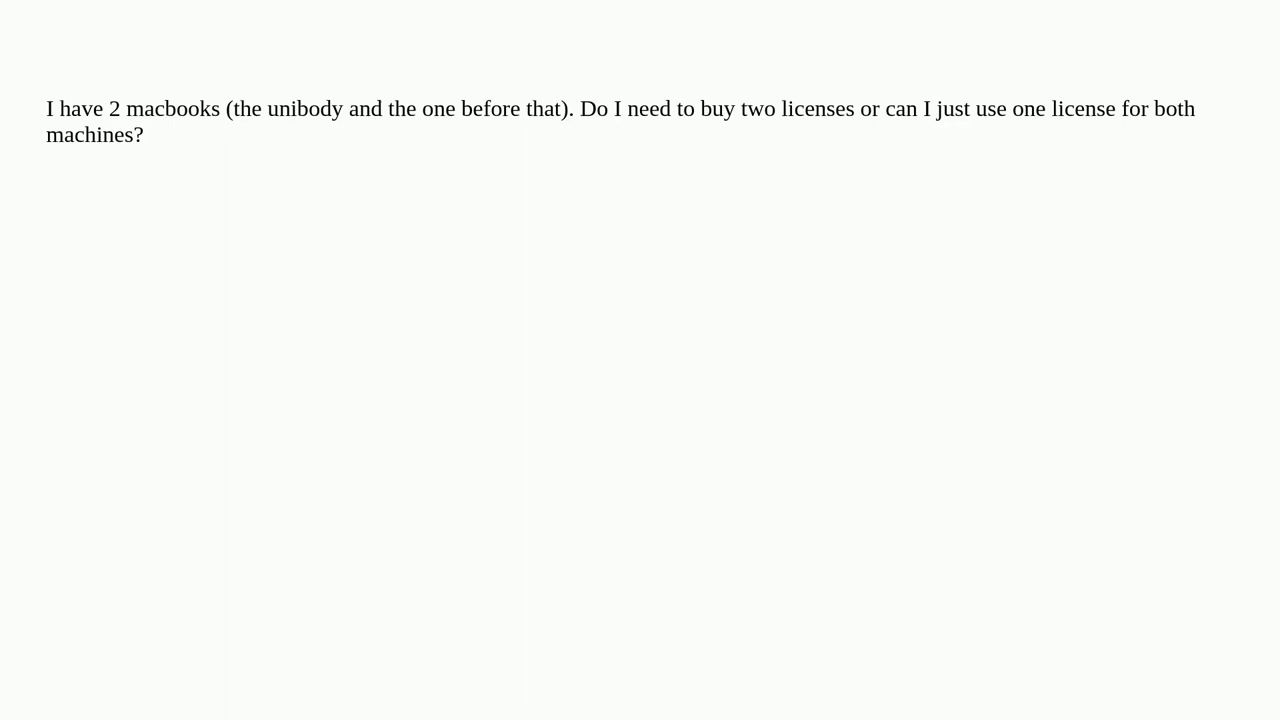 I have 2 macbooks (the unibody and the one before that). Do I need to buy two licenses or can I just use one license for both
machines?